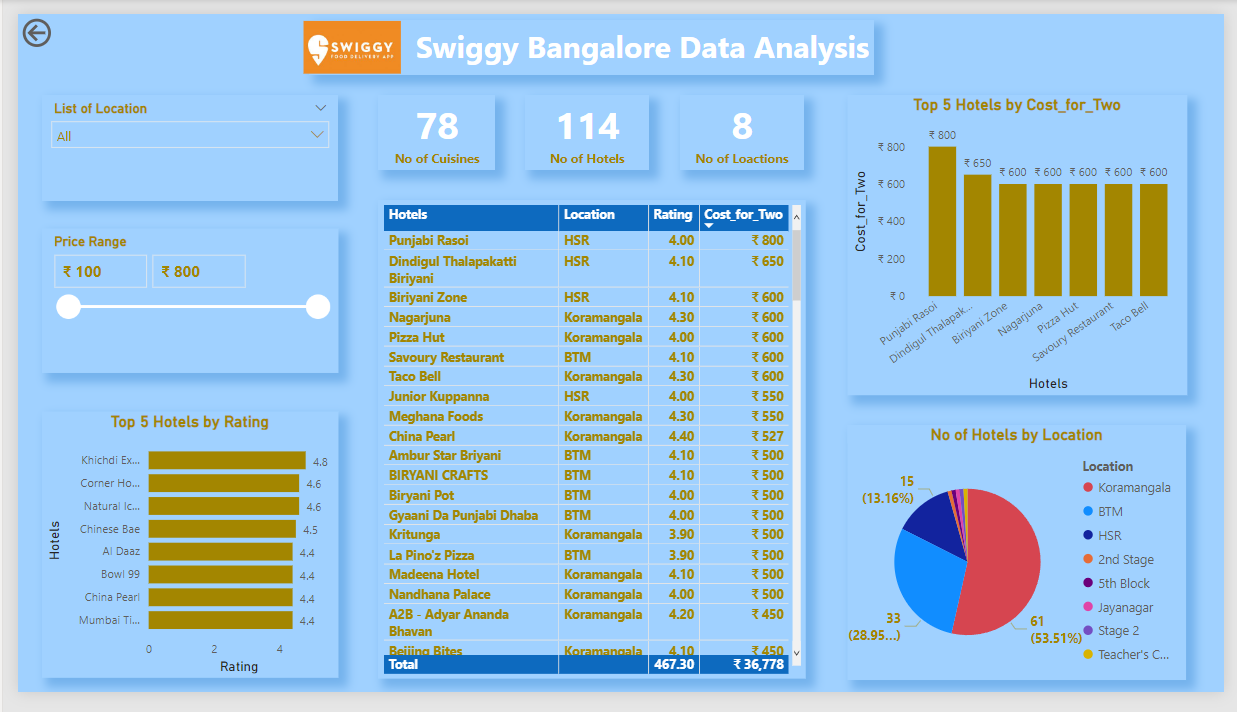 SWIGGY
FOOD DELIVERY APP
Swiggy Bangalore Data Analysis
List of Location
All
Price Range
₹ 100 ₹ 800
78
No of Cuisines
114
No of Hotels
8
No of Loactions
Hotels Location Rating Cost_for_Two
Punjabi Rasoi HSR 4.00 ₹ 800
Dindigul Thalapakatti
Biriyani HSR 4.10 ₹ 650
Biriyani Zone HSR 4.10 ₹ 600
Nagarjuna Koramangala 4.30 ₹ 600
Pizza Hut Koramangala 4.00 ₹ 600
Savoury Restaurant BTM 4.10 ₹ 600
Taco Bell Koramangala 4.30 ₹ 600
Junior Kuppanna HSR 4.00 ₹ 550
Meghana Foods Koramangala 4.30 ₹ 550
China Pearl Koramangala 4.40 ₹ 527
Ambur Star Briyani BTM 4.10 ₹ 500
BIRYANI CRAFTS BTM 4.10 ₹ 500
Biryani Pot BTM 4.00 ₹ 500
Gyaani Da Punjabi Dhaba BTM 4.00 ₹ 500
Kritunga Koramangala 3.90 ₹ 500
La Pino'z Pizza BTM 3.90 ₹ 500
Madeena Hotel Koramangala 4.10 ₹ 500
Nandhana Palace Koramangala 4.00 ₹ 500
A2B - Adyar Ananda
Bhavan Koramangala 4.20 ₹ 450
Beijing Bites Koramangala 4.10 ₹ 450
Total 467.30 ₹ 36,778
Top 5 Hotels by Rating
Hotels
Khichdi Ex... 4.8
Corner Ho... 4.6
Natural Ic... 4.6
Chinese Bae 4.5
Al Daaz 4.4
Bowl 99 4.4
China Pearl 4.4
Mumbai Ti... 4.4
0 2 4
Rating
Top 5 Hotels by Cost_for_Two
Cost_for_Two
₹ 800
₹ 600
₹ 400
₹ 200
₹ 0
₹ 800 ₹ 650 ₹ 600 ₹ 600 ₹ 600 ₹ 600 ₹ 600
Punjabi Rasoi
Dindigul Thalapak...
Biriyani Zone
Nagarjuna
Pizza Hut
Savoury Restaurant
Taco Bell
Hotels
No of Hotels by Location
15
(13.16%)
33
(28.95...)
61
(53.51%)
Location
Koramangala
BTM
HSR
2nd Stage
5th Block
Jayanagar
Stage 2
Teacher's C...